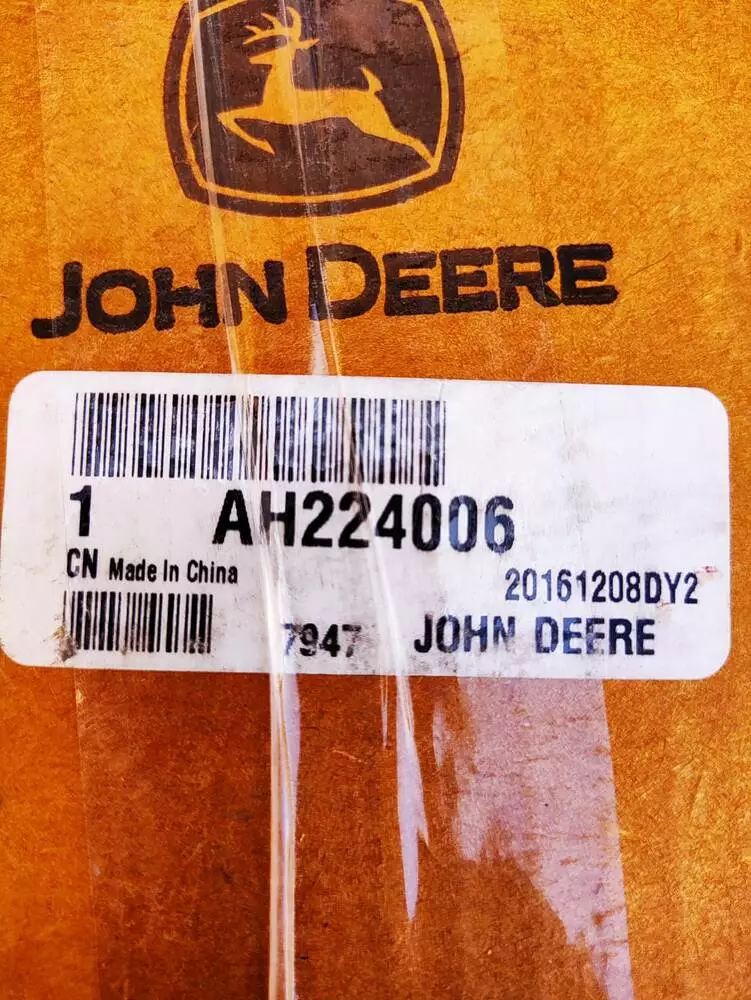 JOHN DEERE
1 AH224006
CN Made In China
20161208DY2
7947 JOHN DEERE